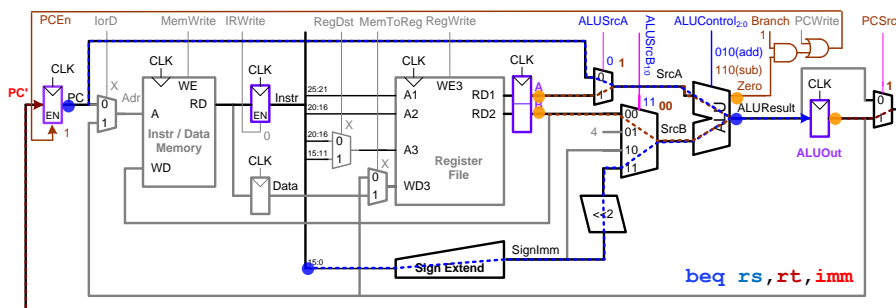 PCEn
IorD
MemWrite
IRWrite
RegDst
MemToReg
RegWrite
ALUSrcA
ALUSrcB1:0
ALUControl2:0
Branch
PCWrite
PCSrc
1
0 1
010(add)
110(sub)
Zero
CLK
CLK
CLK
CLK
CLK
CLK
PC'
PC
EN
1
X
0
1
Adr
WE
A
RD
Instr / Data
Memory
WD
EN
0
Instr
CLK
Data
25:21
20:16
20:16
15:11
15:0
X
0
1
X
0
1
WE3
A1
A2
A3
WD3
RD1
RD2
Register
File
A
B
0
1
SrcA
11 00
00
01
10
11
4
SrcB
ALU
ALUResult
ALUOut
1
0
1
<<2
SignImm
Sign Extend
beq rs,rt,imm